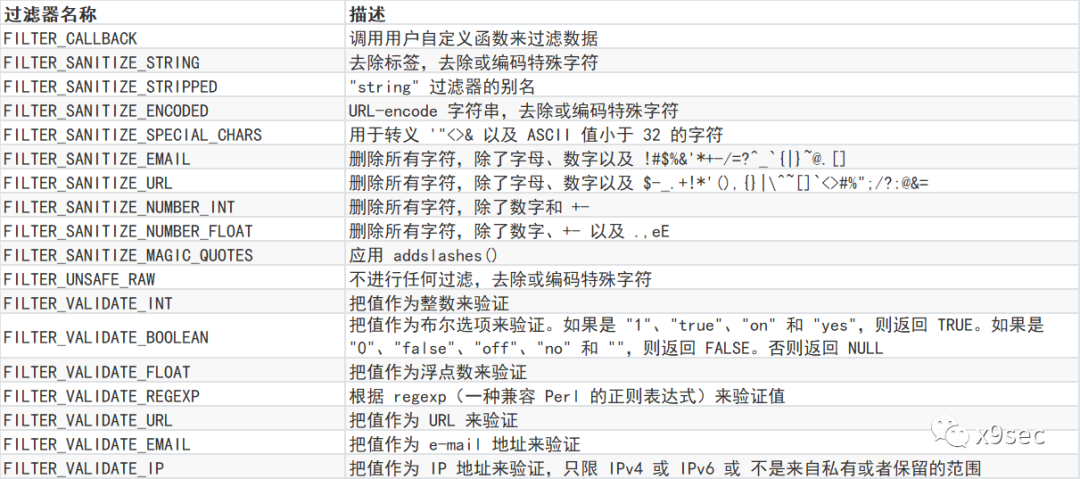 过滤器名称 描述
FILTER_CALLBACK 调用用户自定义函数来过滤数据
FILTER_SANITIZE_STRING 去除标签，去除或编码特殊字符
FILTER_SANITIZE_STRIPPED "string" 过滤器的别名
FILTER_SANITIZE_ENCODED URL-encode 字符串，去除或编码特殊字符
FILTER_SANITIZE_SPECIAL_CHARS 用于转义 '"<>& 以及 ASCII 值小于 32 的字符
FILTER_SANITIZE_EMAIL 删除所有字符，除了字母、数字以及 !#$%&'*+-/=?^_`{|}~@.[]
FILTER_SANITIZE_URL 删除所有字符，除了字母、数字以及 $-_.+!*'(),{}|\^~[]`<>#%";/?:@&=
FILTER_SANITIZE_NUMBER_INT 删除所有字符，除了数字和 +-
FILTER_SANITIZE_NUMBER_FLOAT 删除所有字符，除了数字、+- 以及 .,eE
FILTER_SANITIZE_MAGIC_QUOTES 应用 addslashes()
FILTER_UNSAFE_RAW 不进行任何过滤，去除或编码特殊字符
FILTER_VALIDATE_INT 把值作为整数来验证
FILTER_VALIDATE_BOOLEAN 把值作为布尔选项来验证。如果是 "1"、"true"、"on" 和 "yes"，则返回 TRUE。如果是
"0"、"false"、"off"、"no" 和 ""，则返回 FALSE。否则返回 NULL
FILTER_VALIDATE_FLOAT 把值作为浮点数来验证
FILTER_VALIDATE_REGEXP 根据 regexp（一种兼容 Perl 的正则表达式）来验证值
FILTER_VALIDATE_URL 把值作为 URL 来验证
FILTER_VALIDATE_EMAIL 把值作为 e-mail 地址来验证
FILTER_VALIDATE_IP 把值作为 IP 地址来验证，只限 IPv4 或 IPv6 或 不是来自私有或者保留的范围
x9sec